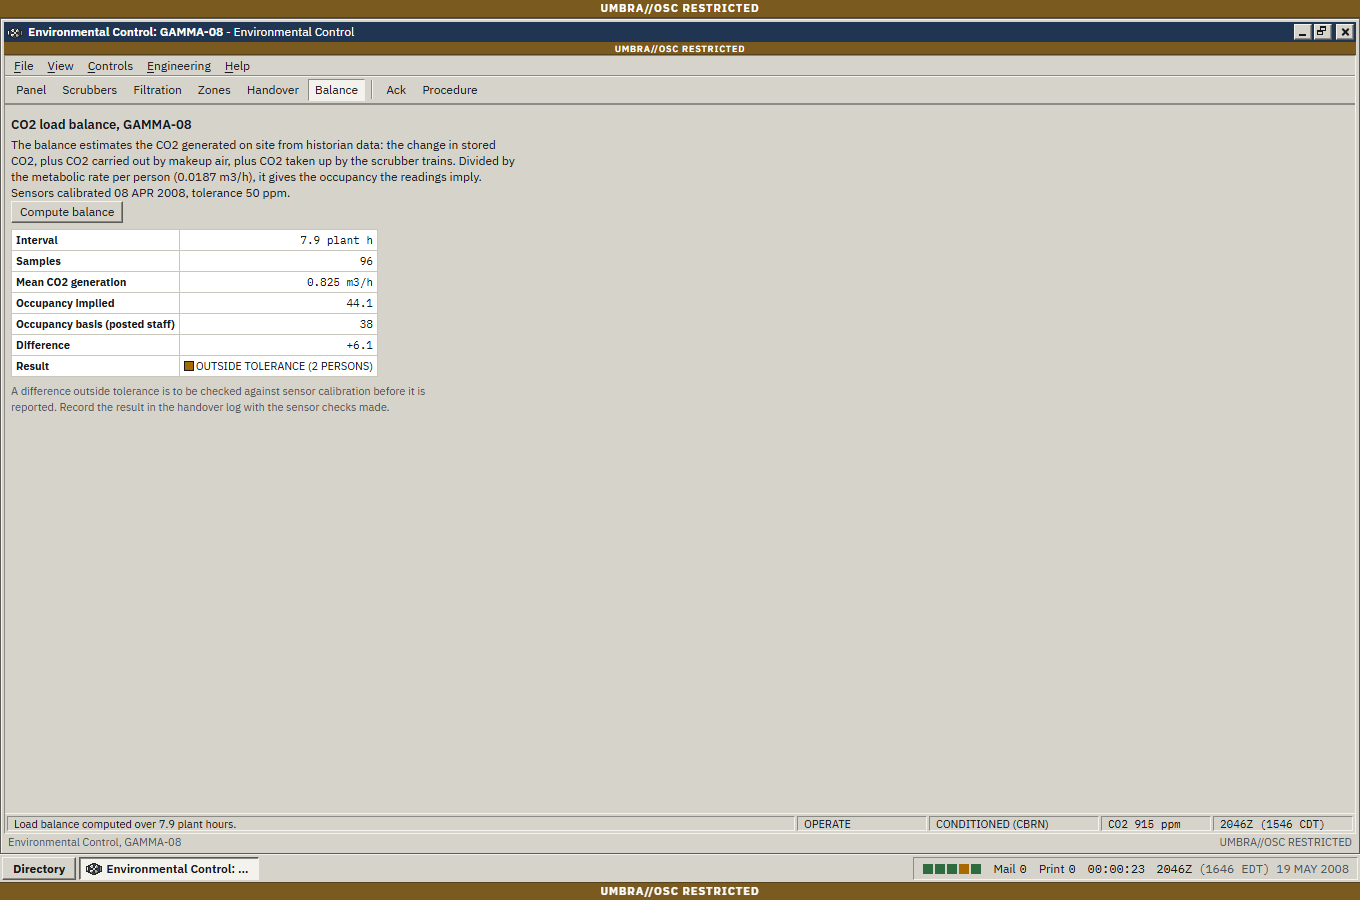 UMBRA//OSC RESTRICTED
Environmental Control: GAMMA-08 - Environmental Control
UMBRA//OSC RESTRICTED
File View Controls Engineering Help
Panel Scrubbers Filtration Zones Handover Balance Ack Procedure
CO2 load balance, GAMMA-08
The balance estimates the CO2 generated on site from historian data: the change in stored
CO2, plus CO2 carried out by makeup air, plus CO2 taken up by the scrubber trains. Divided by
the metabolic rate per person (0.0187 m3/h), it gives the occupancy the readings imply.
Sensors calibrated 08 APR 2008, tolerance 50 ppm.
Compute balance
Interval 7.9 plant h
Samples 96
Mean CO2 generation 0.825 m3/h
Occupancy implied 44.1
Occupancy basis (posted staff) 38
Difference +6.1
Result OUTSIDE TOLERANCE (2 PERSONS)
A difference outside tolerance is to be checked against sensor calibration before it is
reported. Record the result in the handover log with the sensor checks made.
Load balance computed over 7.9 plant hours. OPERATE CONDITIONED (CBRN) CO2 915 ppm 2046Z (1546 CDT)
Environmental Control, GAMMA-08 UMBRA//OSC RESTRICTED
Directory Environmental Control: ... Mail 0 Print 0 00:00:23 2046Z (1646 EDT) 19 MAY 2008
UMBRA//OSC RESTRICTED